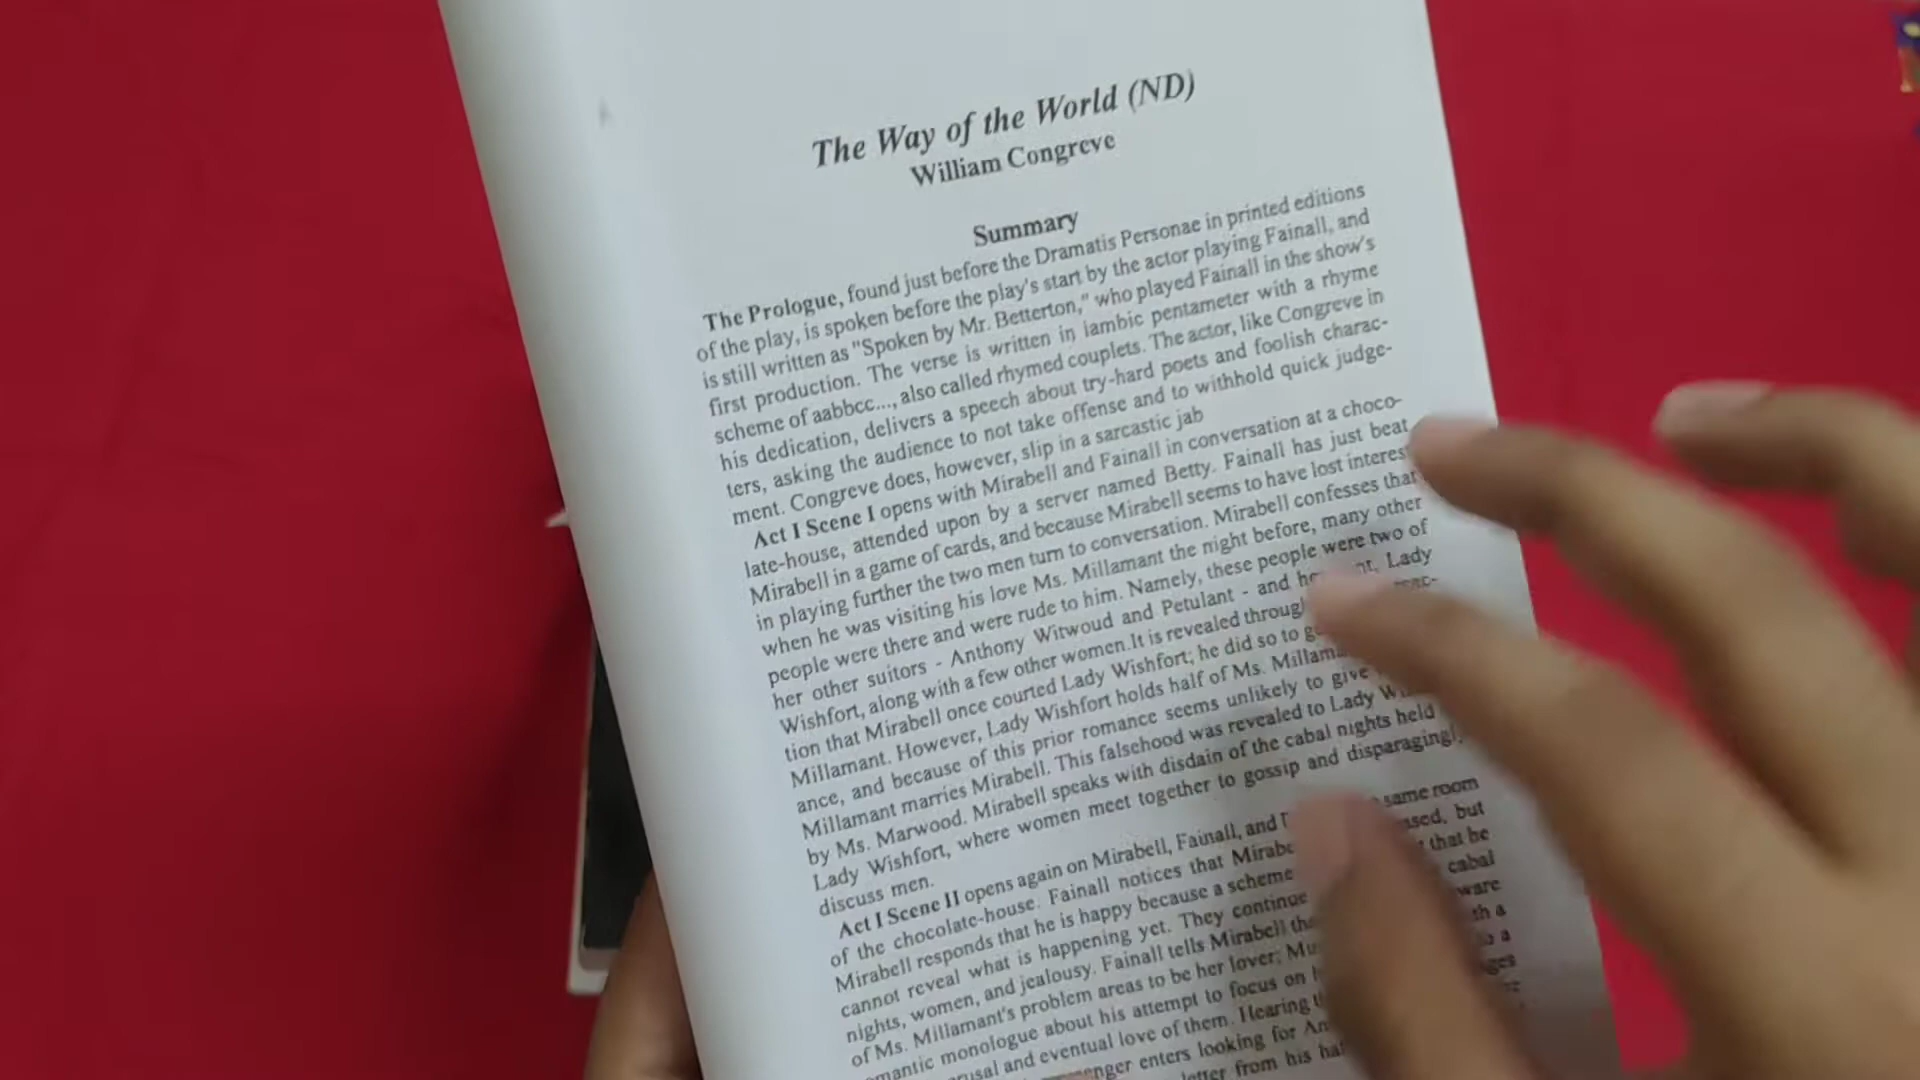 The Way of the World (ND)
William Congreve
Summary
The Prologue, found just before the Dramatis Personae in printed editions
of the play, is spoken before the play's start by the actor playing Fainall, and
is still written as "Spoken by Mr. Betterton," who played Fainall in the show's
first production. The verse is written in iambic pentameter with a rhyme
scheme of aabbcc..., also called rhymed couplets. The actor, like Congreve in
his dedication, delivers a speech about try-hard poets and foolish charac-
ters, asking the audience to not take offense and to withhold quick judge-
ment. Congreve does, however, slip in a sarcastic jab
Act I Scene I opens with Mirabell and Fainall in conversation at a choco-
late-house, attended upon by a server named Betty. Fainall has just beat
Mirabell in a game of cards, and because Mirabell seems to have lost interest
in playing further the two men turn to conversation. Mirabell confesses that
when he was visiting his love Ms. Millamant the night before, many other
people were there and were rude to him. Namely, these people were two of
her other suitors - Anthony Witwoud and Petulant - and Lady
Wishfort, along with a few other women.It is revealed through
tion that Mirabell once courted Lady Wishfort; he did so to
Millamant. However, Lady Wishfort holds half of Ms.
ance, and because of this prior romance seems unlikely to give
Millamant marries Mirabell. This falsehood was revealed to Lady
by Ms. Marwood. Mirabell speaks with disdain of the cabal nights held
Lady Wishfort, where women meet together to gossip and disparagingly
discuss men.
Act I Scene II opens again on Mirabell, Fainall, and same room
of the chocolate-house. Fainall notices that but
Mirabell responds that he is happy because a scheme that he
cannot reveal what is happening yet. They continue cabal
nights, women, and jealousy. Fainall tells Mirabell
of Ms. Millamant's problem areas to be her lover; a
monologue about his attempt to focus on a
and eventual love of them. Hearing
enters looking for
from his